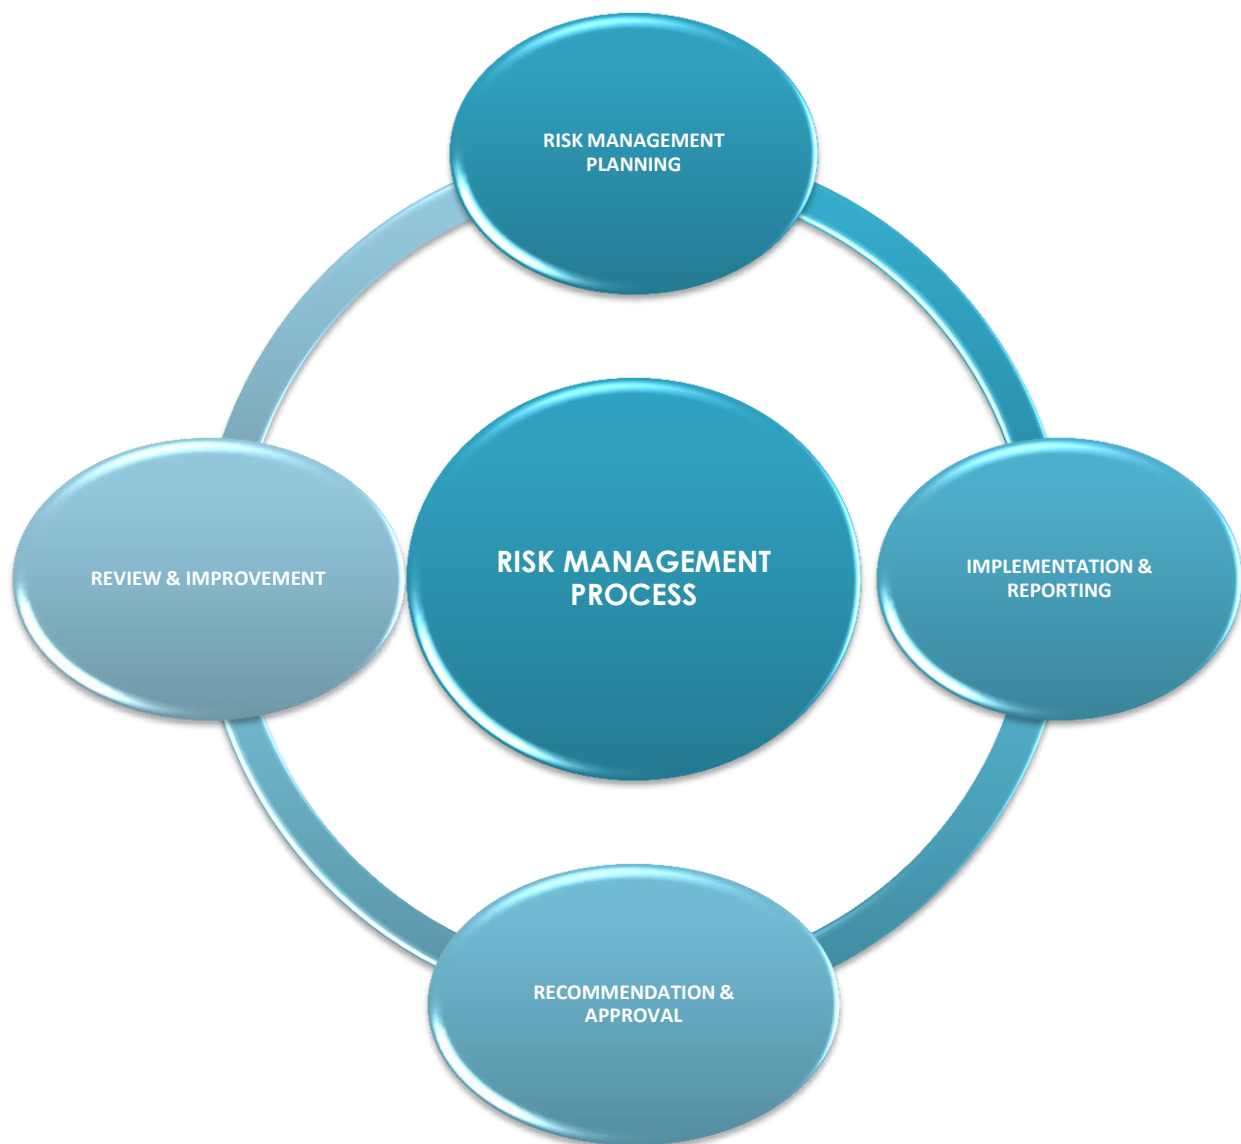 RISK MANAGEMENT
PLANNING
REVIEW & IMPROVEMENT
RISK MANAGEMENT
PROCESS
IMPLEMENTATION &
REPORTING
RECOMMENDATION &
APPROVAL